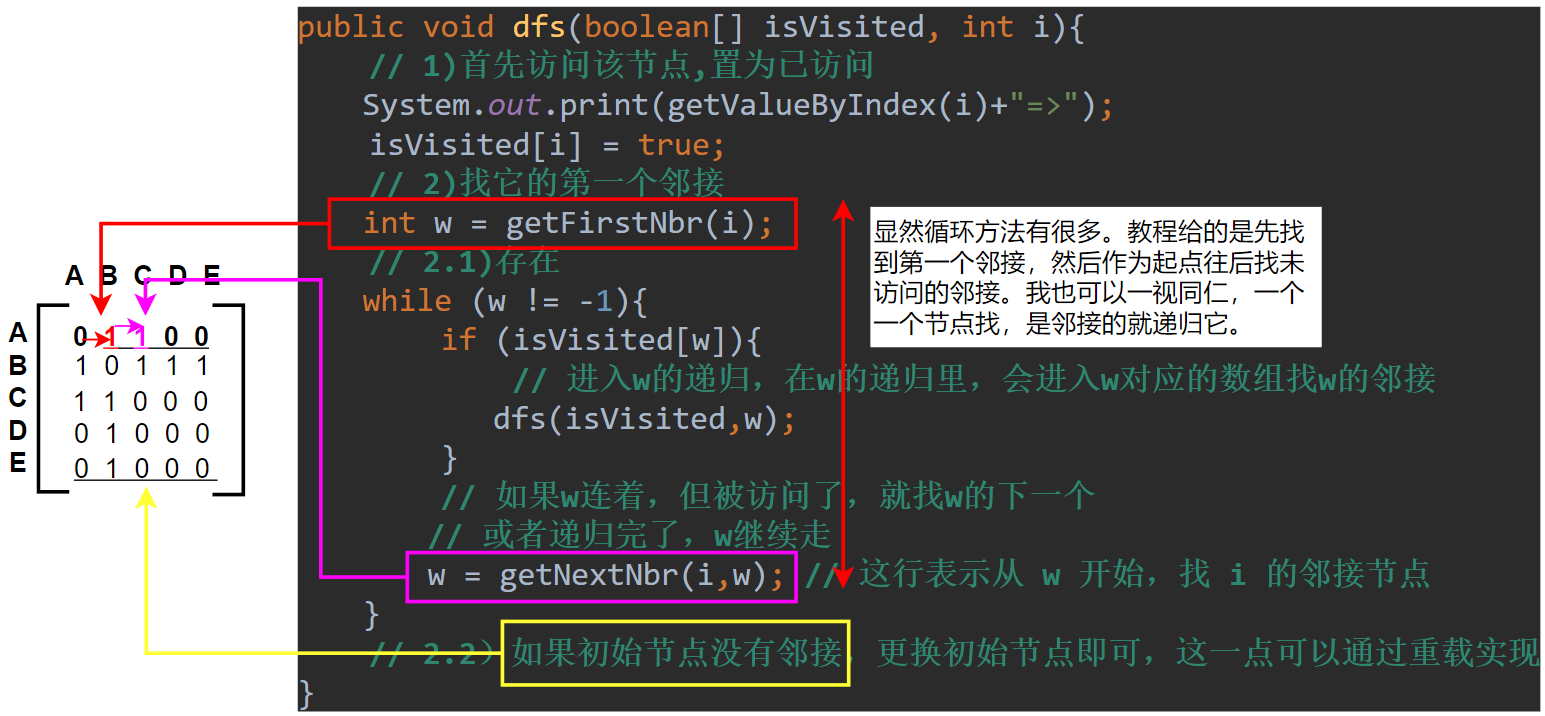 public void dfs(boolean[] isVisited, int i){
// 1)首先访问该节点,置为已访问
System.out.print(getValueByIndex(i)+"=>");
isVisited[i] = true;
// 2)找它的第一个邻接
int w = getFirstNbr(i);
// 2.1)存在
while (w != -1){
if (isVisited[w]){
// 进入w的递归，在w的递归里，会进入w对应的数组找w的邻接
dfs(isVisited,w);
}
// 如果w连着，但被访问了，就找w的下一个
// 或者递归完了，w继续走
w = getNextNbr(i,w); // 这行表示从 w 开始，找 i 的邻接节点
}
// 2.2）如果初始节点没有邻接，更换初始节点即可，这一点可以通过重载实现
}
显然循环方法有很多。教程给的是先找
到第一个邻接，然后作为起点往后找未
访问的邻接。我也可以一视同仁，一个
一个节点找，是邻接的就递归它。
A B C D E
A 0 1 1 0 0
B 1 0 1 1 1
C 1 1 0 0 0
D 0 1 0 0 0
E 0 1 0 0 0